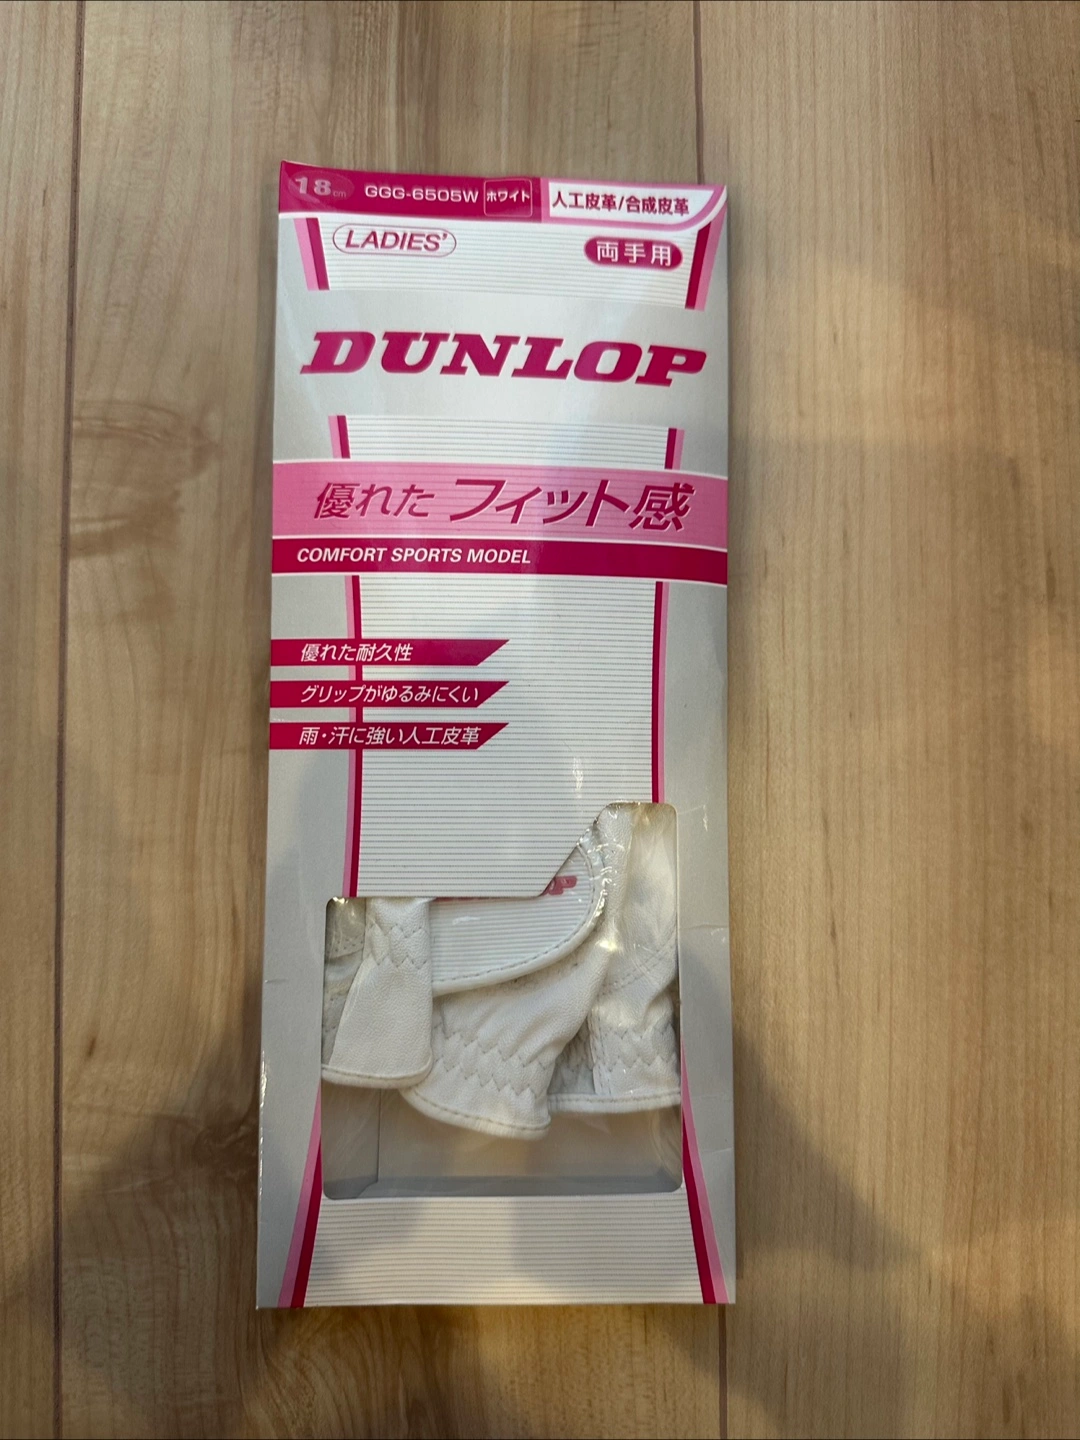 18cm GGG-6505W ホワイト 人工皮革/合成皮革
LADIES' 両手用
DUNLOP
優れた フィット感
COMFORT SPORTS MODEL
優れた耐久性
グリップがゆるみにくい
雨・汗に強い人工皮革
OP